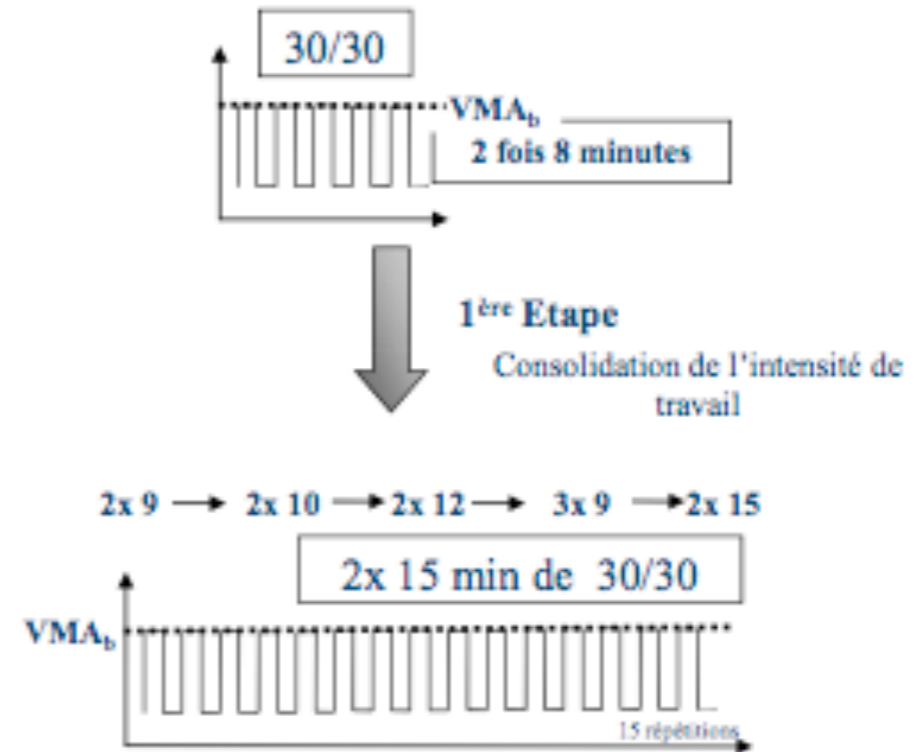 30/30
VMAb
2 fois 8 minutes
1ère Etape
Consolidation de l'intensité de
travail
2x 9 → 2x 10 → 2x 12 → 3x 9 → 2x 15
2x 15 min de 30/30
VMAb
15 répétitions